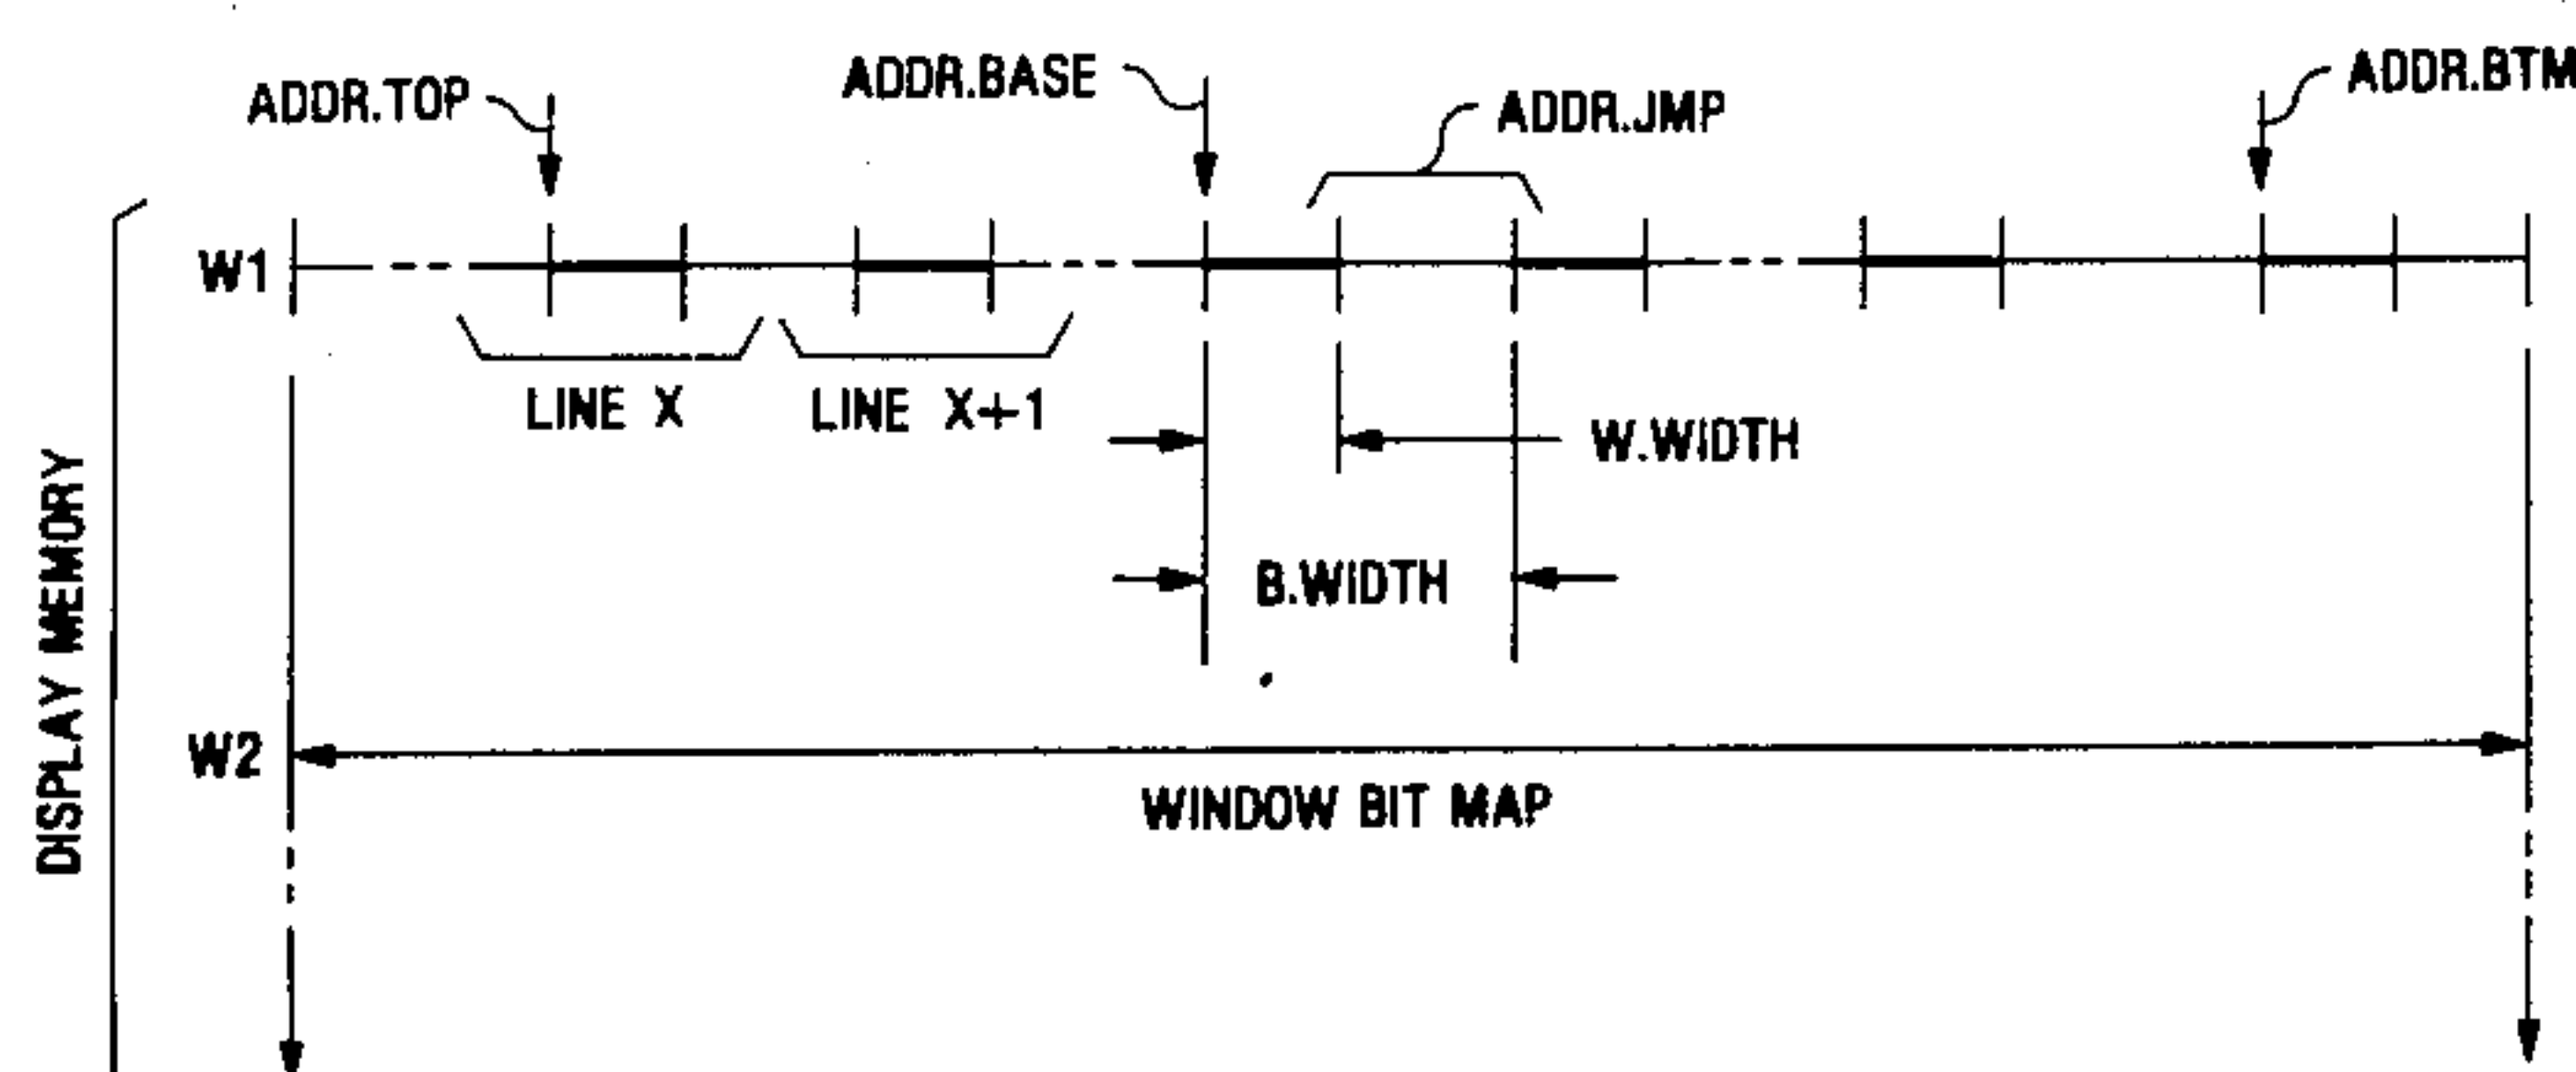 ADDR.TOP
ADDR.BASE
ADDR.JMP
ADDR.BTM
W1
LINE X
LINE X+1
W.WIDTH
B.WIDTH
DISPLAY MEMORY
W2
WINDOW BIT MAP